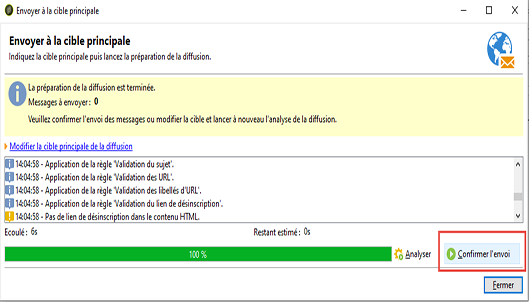 Envoyer à la cible principale
Envoyer à la cible principale
Indiquez la cible principale puis lancez la préparation de la diffusion.
La préparation de la diffusion est terminée.
Messages à envoyer : 0
Veuillez confirmer l'envoi des messages ou modifier la cible et lancer à nouveau l'analyse de la diffusion.
Modifier la cible principale de la diffusion
14:04:58 - Application de la règle 'Validation du sujet'.
14:04:58 - Application de la règle 'Validation des URL'.
14:04:58 - Application de la règle 'Validation des libellés d'URL'.
14:04:58 - Application de la règle 'Validation du lien de désinscription'.
14:04:58 - Pas de lien de désinscription dans le contenu HTML.
Ecoulé : 6s Restant estimé : 0s
100 % Analyser Confirmer l'envoi
Fermer